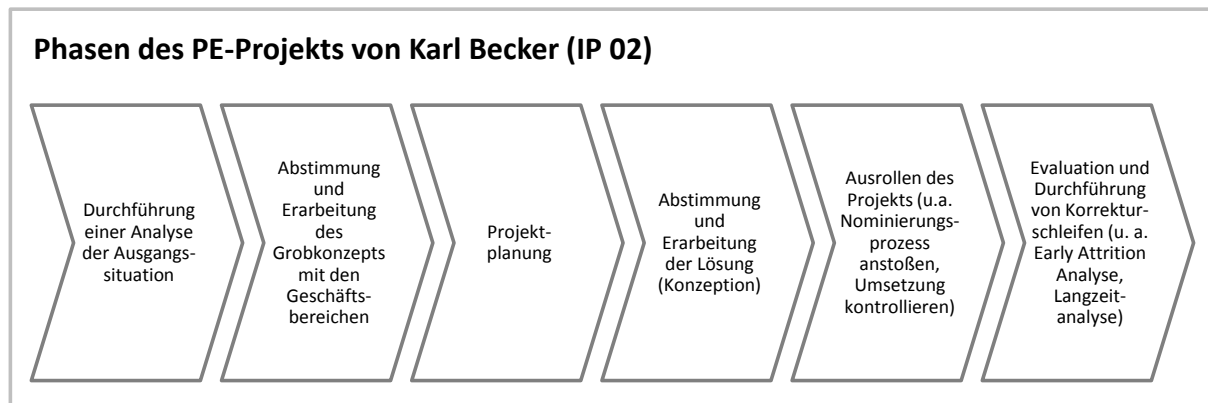 Phasen des PE-Projekts von Karl Becker (IP 02)
Durchführung
einer Analyse
der Ausgangs-
situation
Abstimmung
und
Erarbeitung
des
Grobkonzepts
mit den
Geschäfts-
bereichen
Projekt-
planung
Abstimmung
und
Erarbeitung
der Lösung
(Konzeption)
Ausrollen des
Projekts (u.a.
Nominierungs-
prozess
anstoßen,
Umsetzung
kontrollieren)
Evaluation und
Durchführung
von Korrektur-
schleifen (u. a.
Early Attrition
Analyse,
Langzeit-
analyse)